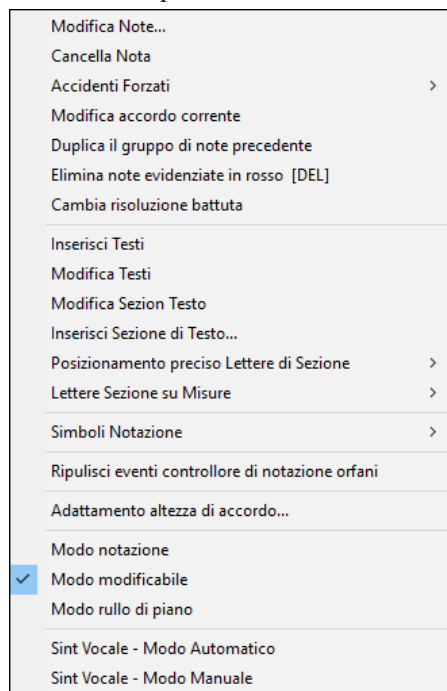 Modifica Note...
Cancella Nota
Accidenti Forzati
Modifica accordo corrente
Duplica il gruppo di note precedente
Elimina note evidenziate in rosso [DEL]
Cambia risoluzione battuta
Inserisci Testi
Modifica Testi
Modifica Sezion Testo
Inserisci Sezione di Testo...
Posizionamento preciso Lettere di Sezione
Lettere Sezione su Misure
Simboli Notazione
Ripulisci eventi controllore di notazione orfani
Adattamento altezza di accordo...
Modo notazione
Modo modificabile
Modo rullo di piano
Sint Vocale - Modo Automatico
Sint Vocale - Modo Manuale